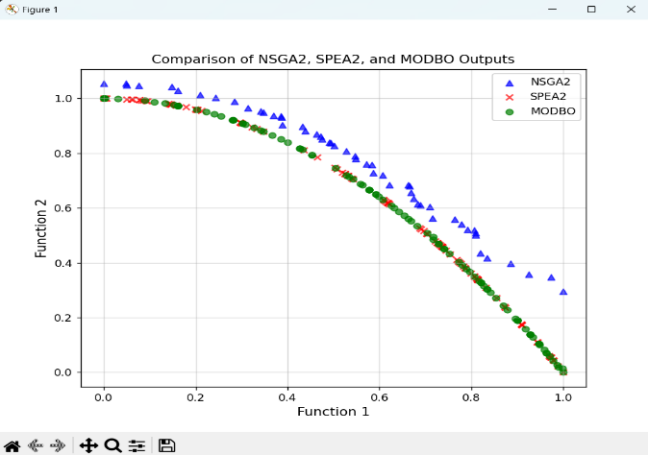 Figure 1
Comparison of NSGA2, SPEA2, and MODBO Outputs
NSGA2
SPEA2
MODBO
1.0
0.8
0.6
0.4
0.2
0.0
Function 2
0.0 0.2 0.4 0.6 0.8 1.0
Function 1